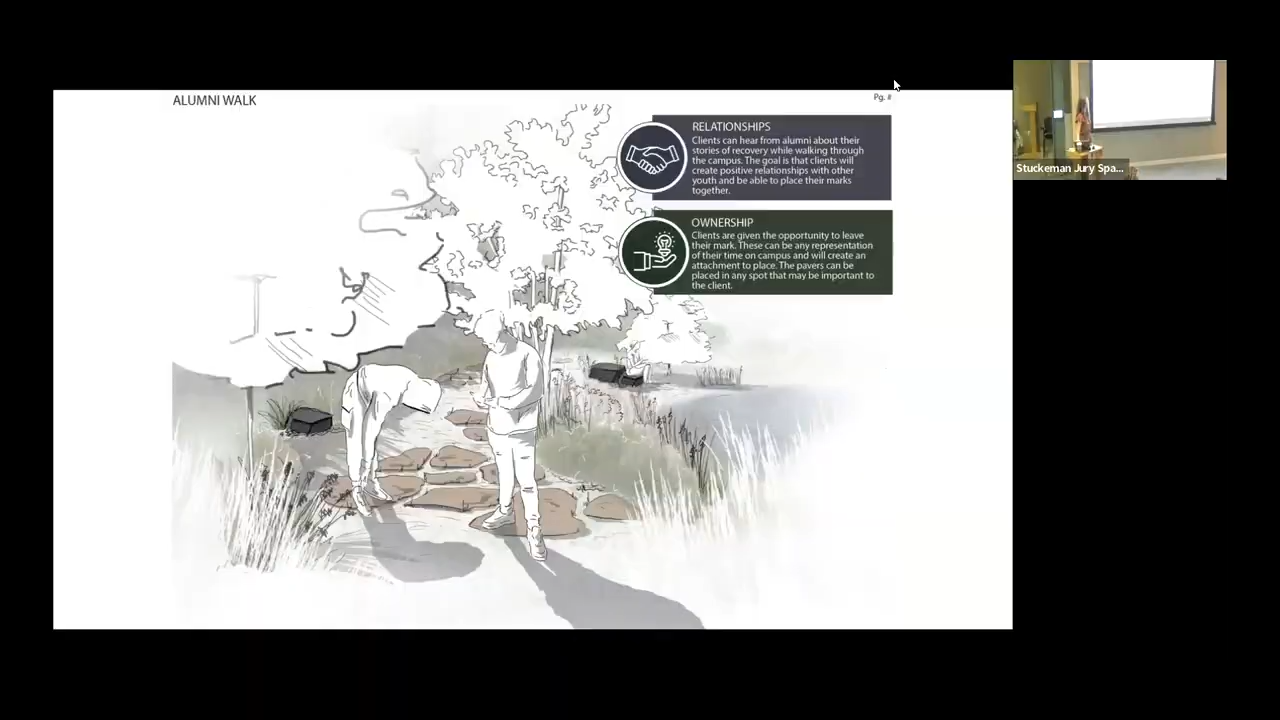 ALUMNI WALK
Pg. #
RELATIONSHIPS
Clients can hear from alumni about their
stories of recovery while walking through
the campus. The goal is that clients will
create positive relationships with other
youth and be able to place their marks
together.
OWNERSHIP
Clients are given the opportunity to leave
their mark. These can be any representation
of their time on campus and will create an
attachment to place. The pavers can be
placed in any spot that may be important to
the client.
Stuckeman Jury Spa...